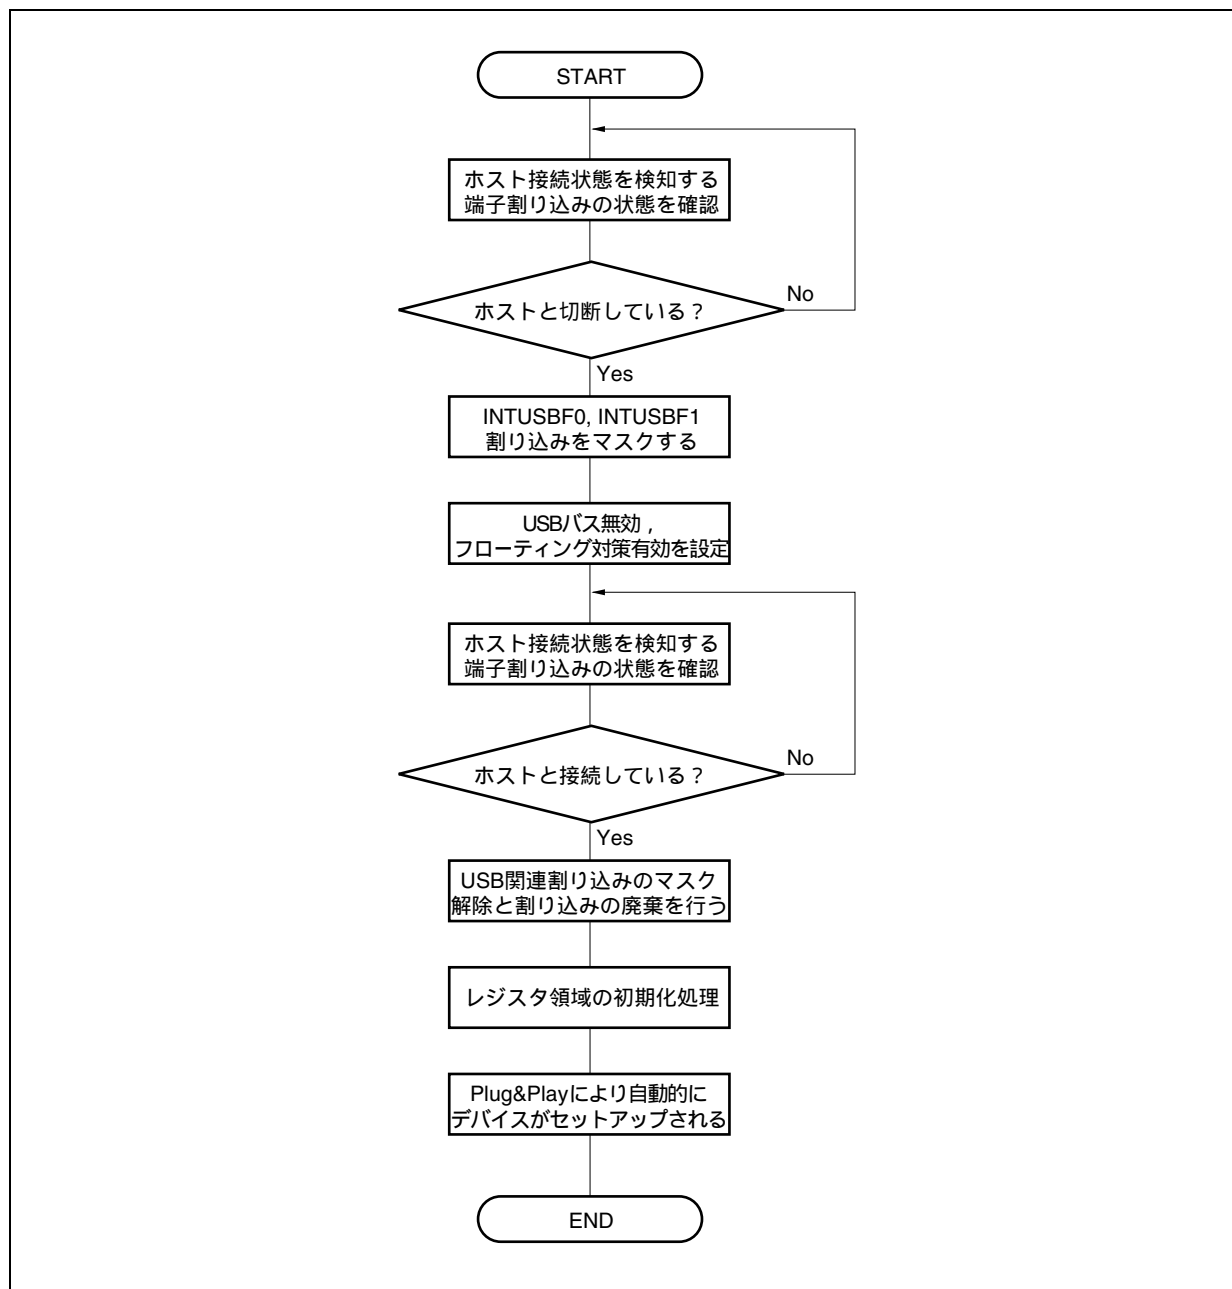 START
ホスト接続状態を検知する
端子割り込みの状態を確認
ホストと切断している？
No
Yes
INTUSBF0, INTUSBF1
割り込みをマスクする
USBバス無効，
フローティング対策有効を設定
ホスト接続状態を検知する
端子割り込みの状態を確認
ホストと接続している？
No
Yes
USB関連割り込みのマスク
解除と割り込みの廃棄を行う
レジスタ領域の初期化処理
Plug&Playにより自動的に
デバイスがセットアップされる
END